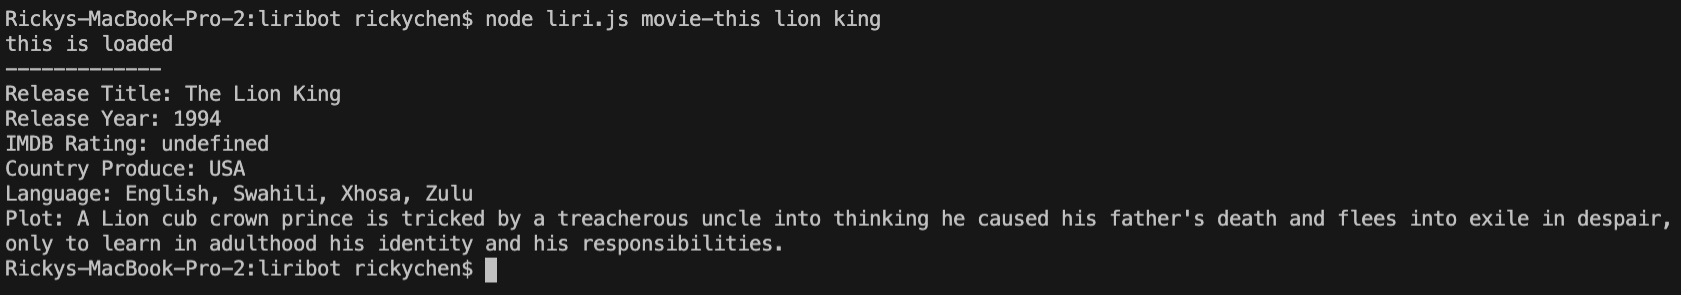 Rickys-MacBook-Pro-2:liribot rickychen$ node liri.js movie-this lion king
this is loaded
-------------
Release Title: The Lion King
Release Year: 1994
IMDB Rating: undefined
Country Produce: USA
Language: English, Swahili, Xhosa, Zulu
Plot: A Lion cub crown prince is tricked by a treacherous uncle into thinking he caused his father's death and flees into exile in despair,
only to learn in adulthood his identity and his responsibilities.
Rickys-MacBook-Pro-2:liribot rickychen$